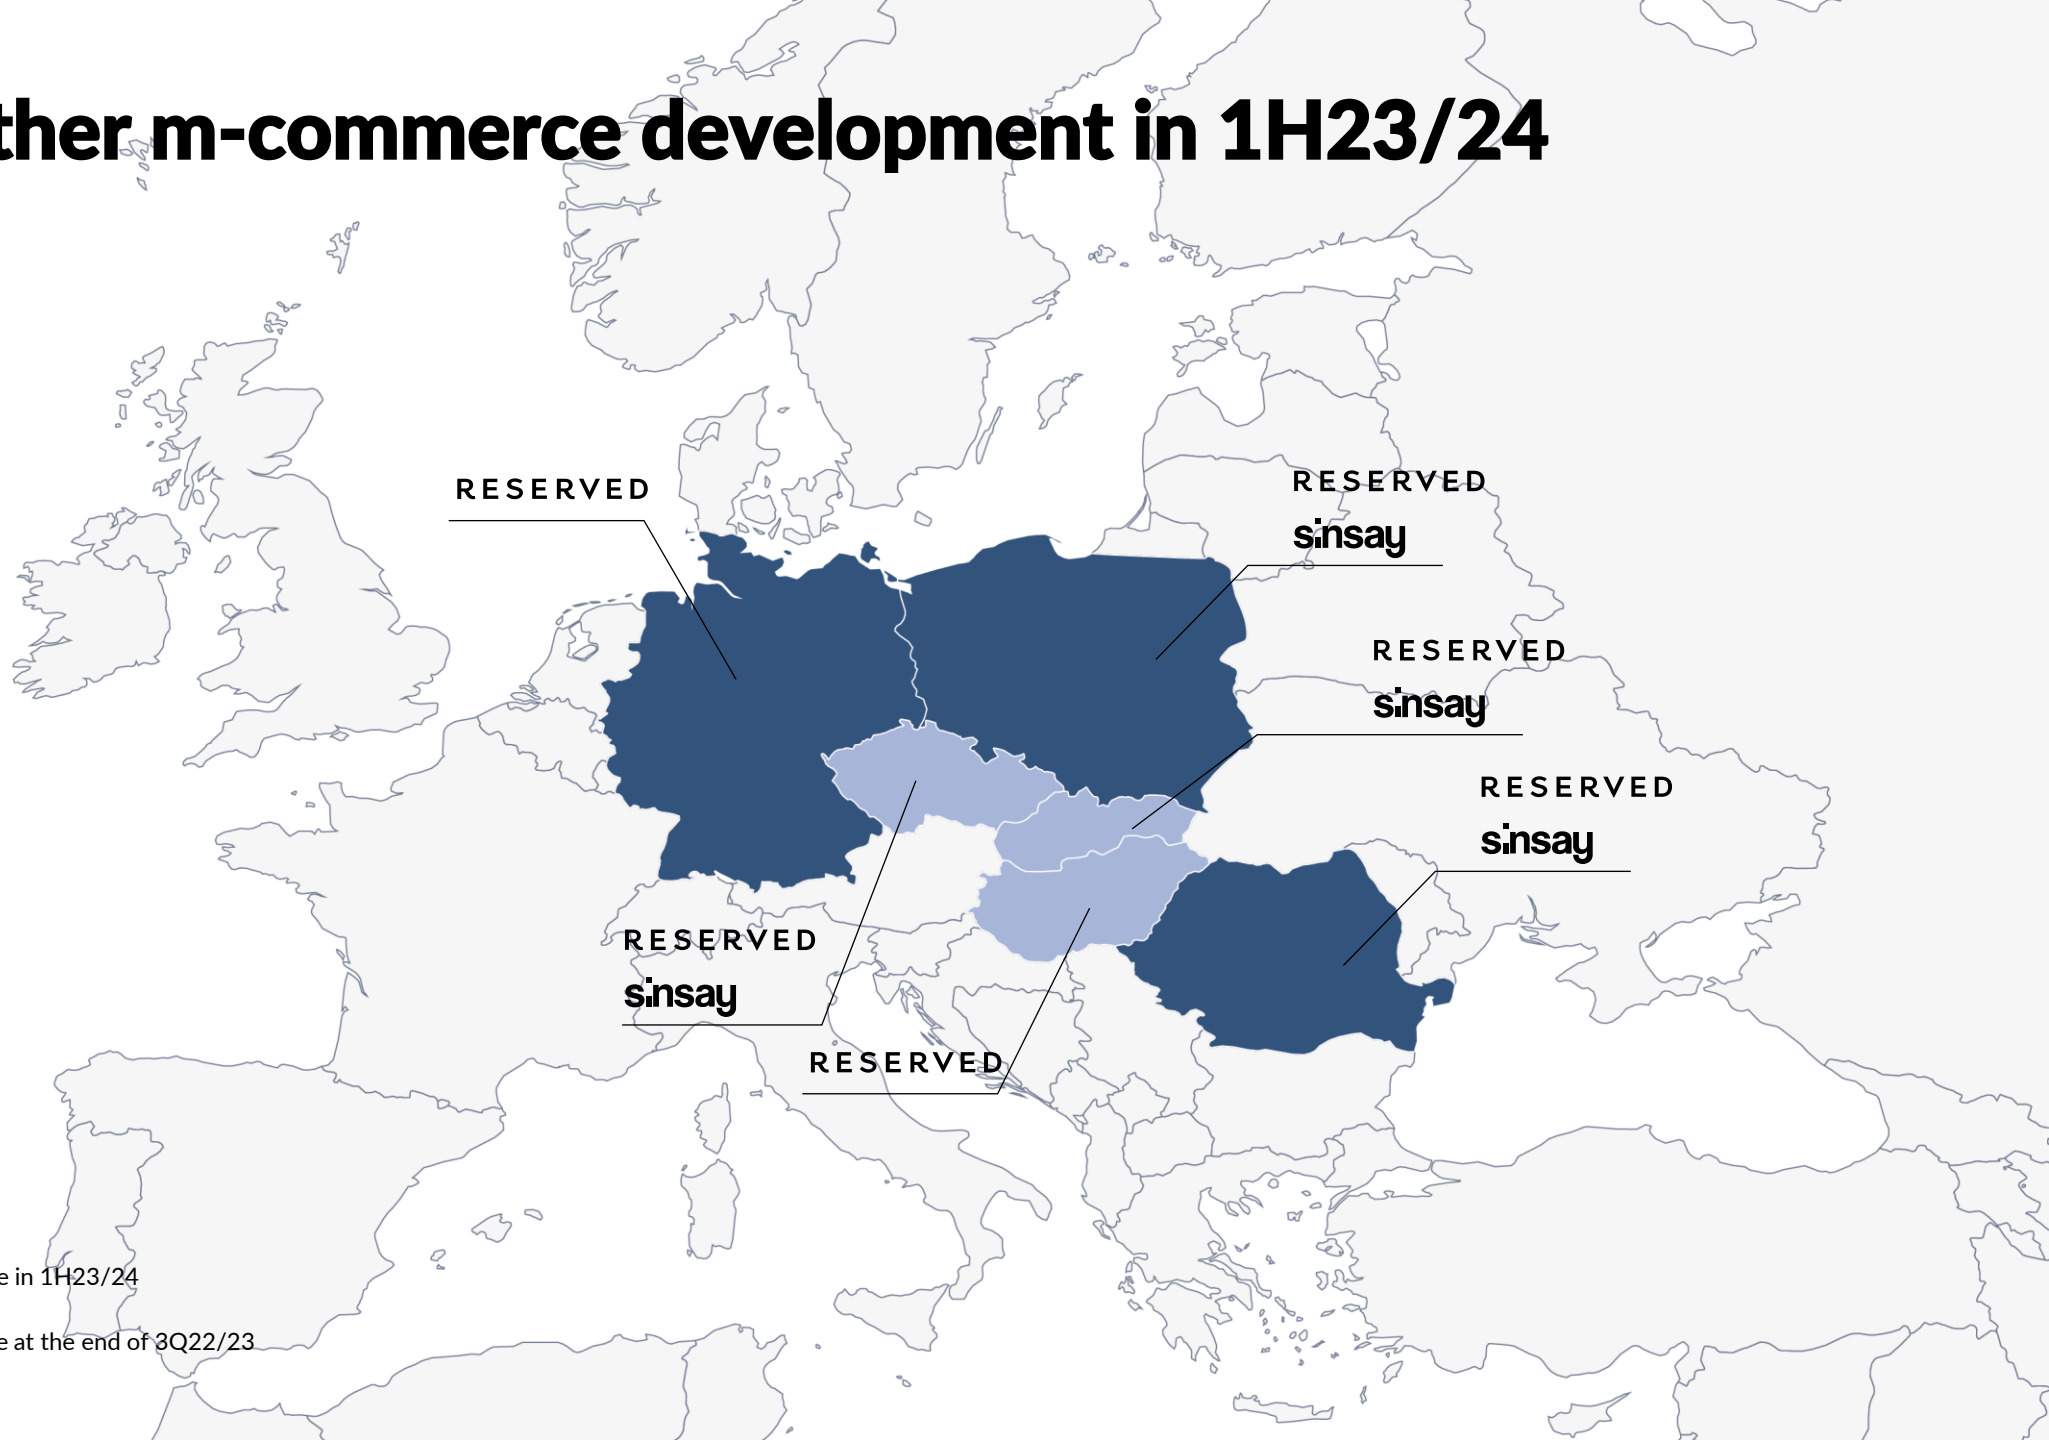 ther m-commerce development in 1H23/24
RESERVED
RESERVED
sinsay
RESERVED
sinsay
RESERVED
sinsay
RESERVED
sinsay
RESERVED
e in 1H23/24
e at the end of 3Q22/23